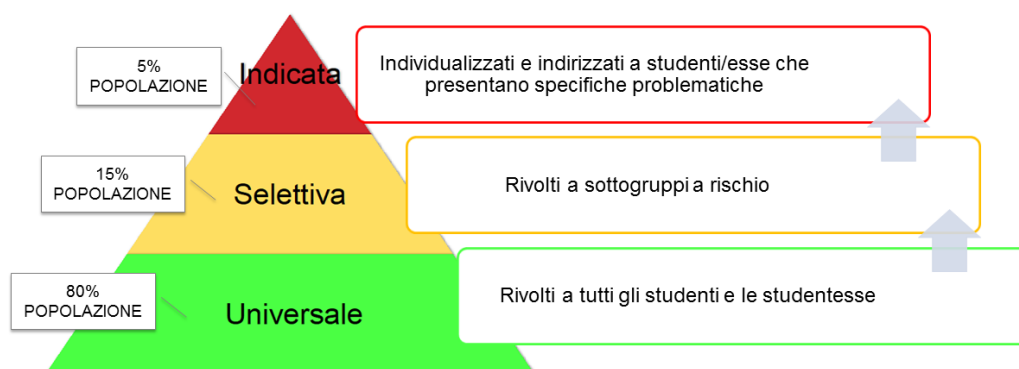 5%
POPOLAZIONE
Indicata
Individualizzati e indirizzati a studenti/esse che
presentano specifiche problematiche
15%
POPOLAZIONE
Selettiva
Rivolti a sottogruppi a rischio
80%
POPOLAZIONE
Universale
Rivolti a tutti gli studenti e le studentesse